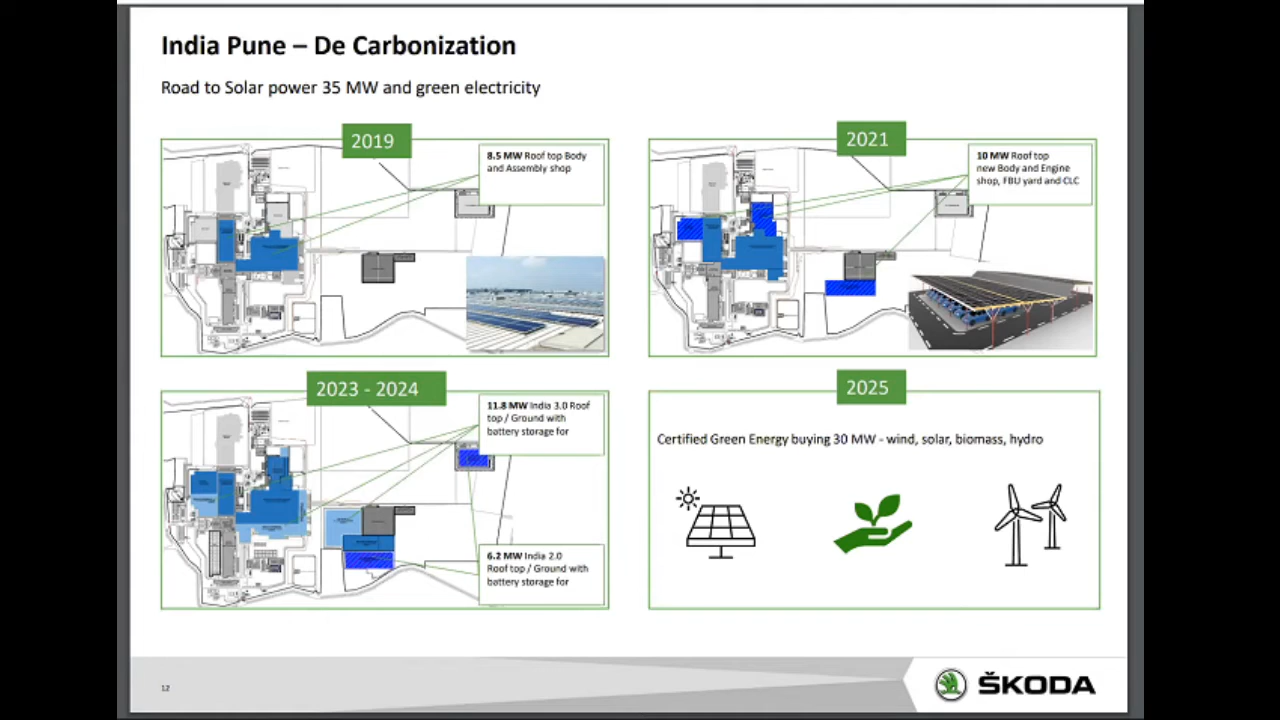 India Pune – De Carbonization
Road to Solar power 35 MW and green electricity
2019
8.5 MW Roof top Body
and Assembly shop
2021
10 MW Roof top
new Body and Engine
shop, FBU yard and CLC
2023 - 2024
11.8 MW India 3.0 Roof
top / Ground with
battery storage for
6.2 MW India 2.0
Roof top / Ground with
battery storage for
2025
Certified Green Energy buying 30 MW - wind, solar, biomass, hydro
12
ŠKODA